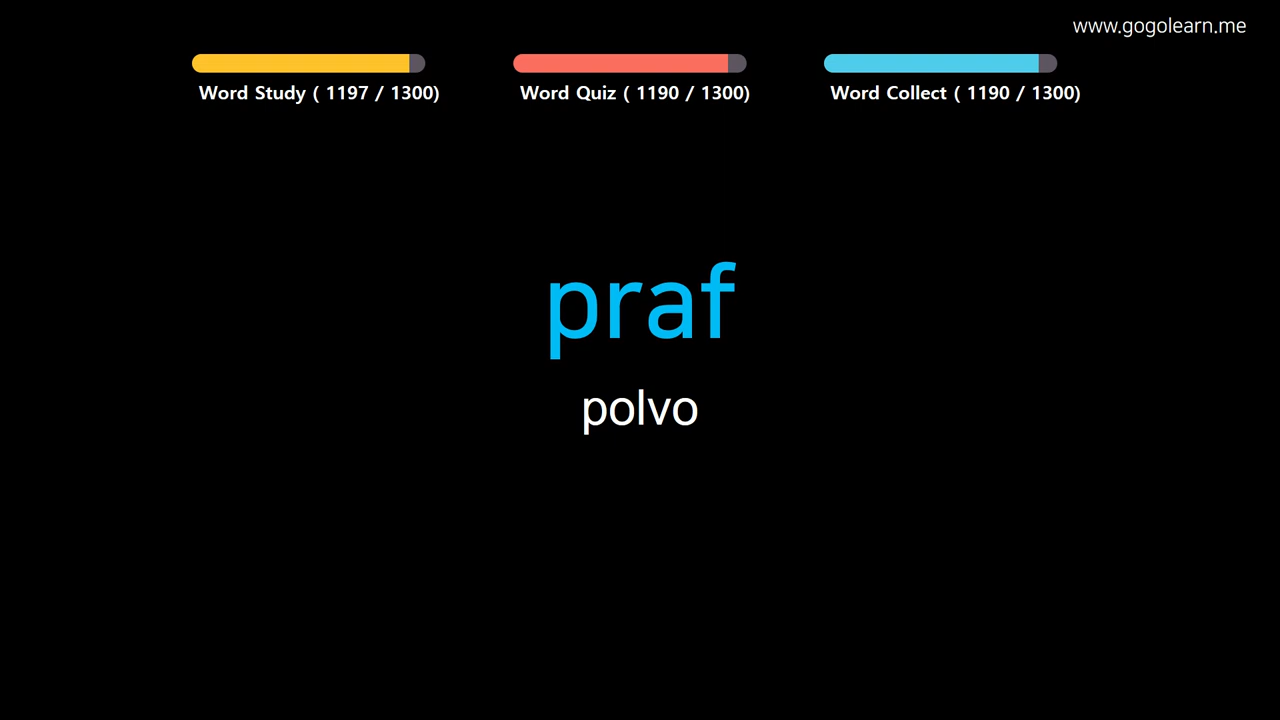 www.gogolearn.me
Word Study ( 1197 / 1300)
Word Quiz ( 1190 / 1300)
Word Collect ( 1190 / 1300)
praf
polvo